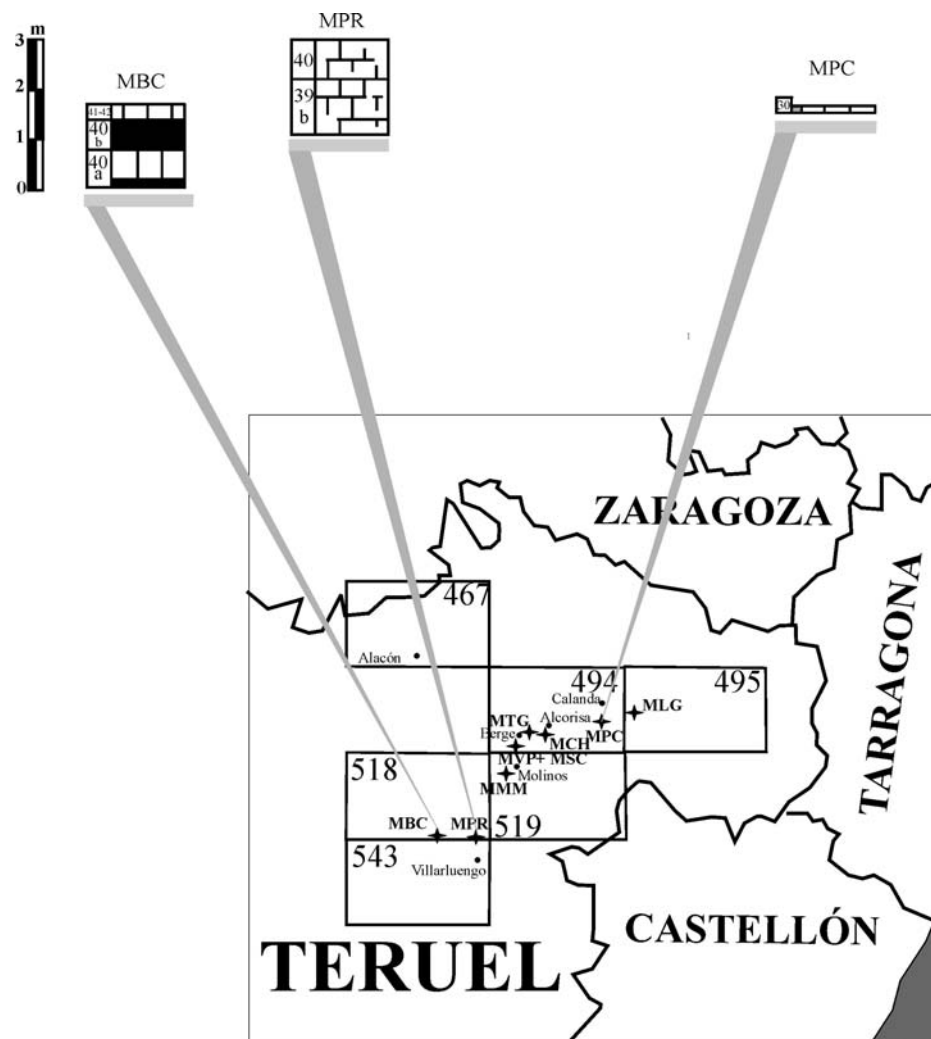 m
3
2
1
0
MBC
41-42
40
b
40
a
MPR
40
39
b
MPC
30
1
ZARAGOZA
TARRAGONA
467
Alacón
494
495
Calanda
MLG
MTG
Alcorisa
Berge
MPC
MCH
MVP+ MSC
518
Molinos
MMM
MBC
MPR
519
543
Villarluengo
CASTELLÓN
TERUEL